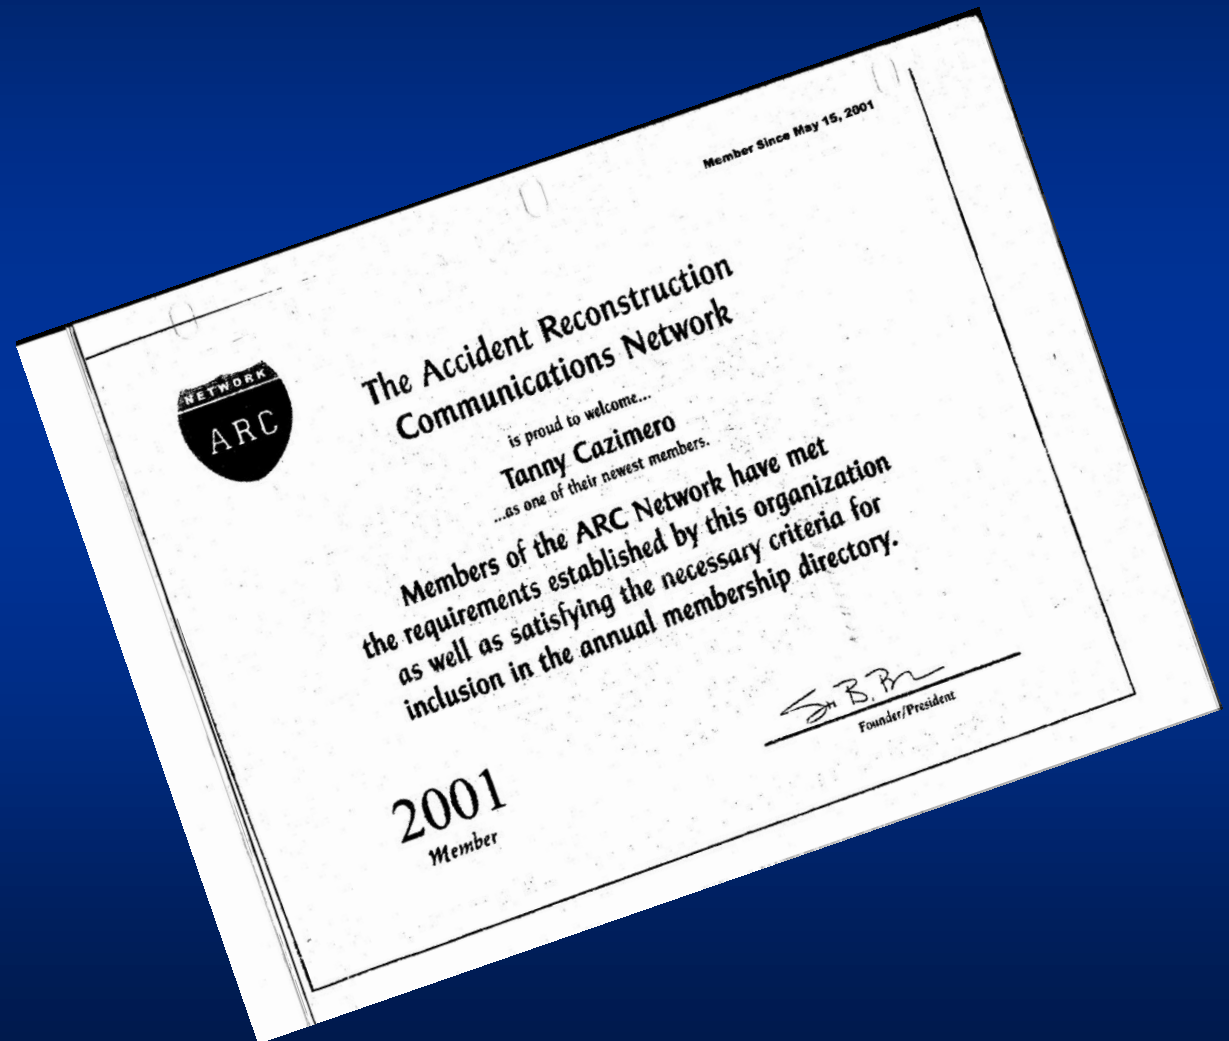 Member Since May 15, 2001
The Accident Reconstruction
Communications Network
NETWORK
ARC
is proud to welcome...
Tanny Cazimero
...as one of their newest members.
Members of the ARC Network have met
the requirements established by this organization
as well as satisfying the necessary criteria for
inclusion in the annual membership directory.
Founder/President
2001
Member